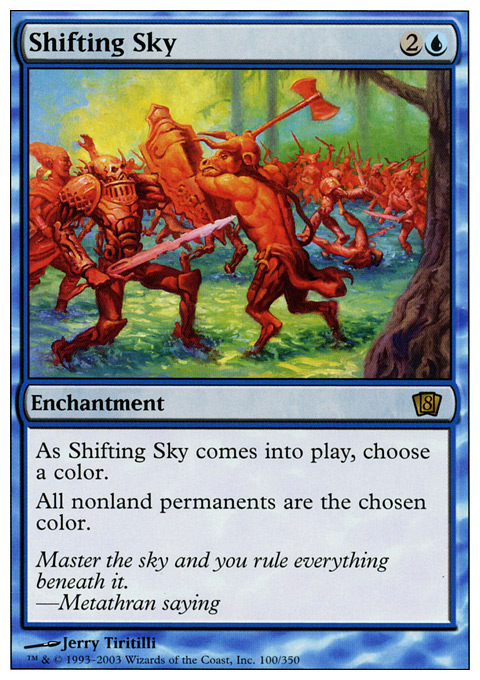 Shifting Sky 2
Enchantment 8
As Shifting Sky comes into play, choose
a color.
All nonland permanents are the chosen
color.
Master the sky and you rule everything
beneath it.
—Metathran saying
Jerry Tiritilli
™ & © 1993-2003 Wizards of the Coast, Inc. 100/350